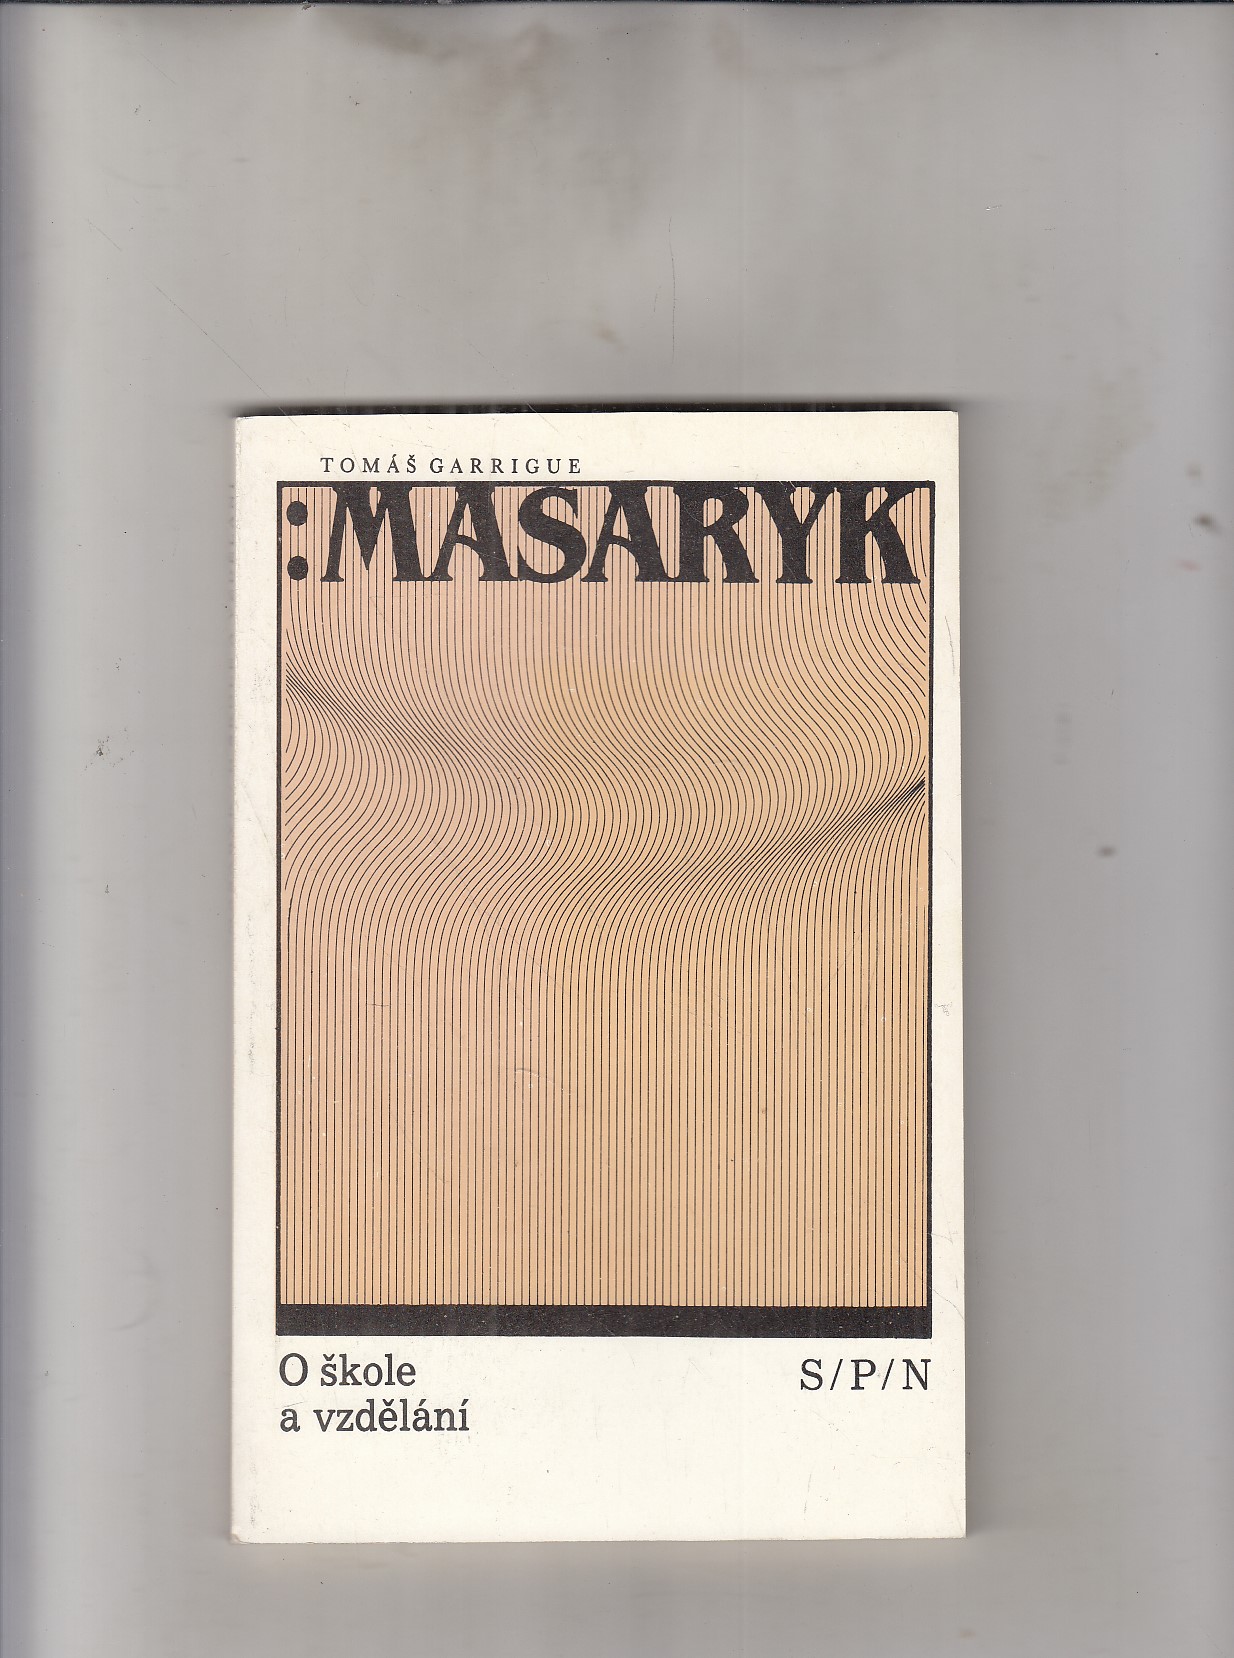 TOMÁŠ GARRIGUE
:MASARYK
O škole
a vzdělání
S/P/N